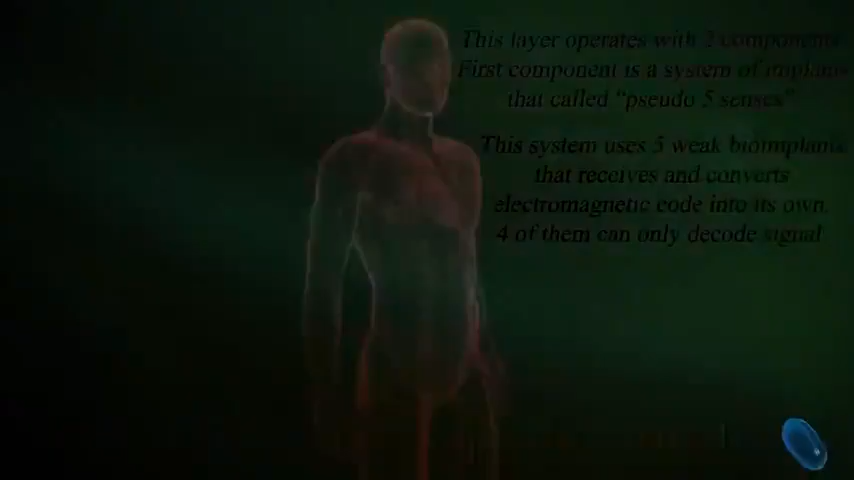 This layer operates with 2 components.
First component is a system of implants
that called “pseudo 5 senses”
This system uses 5 weak bioimplants
that receives and converts
electromagnetic code into its own.
4 of them can only decode signal